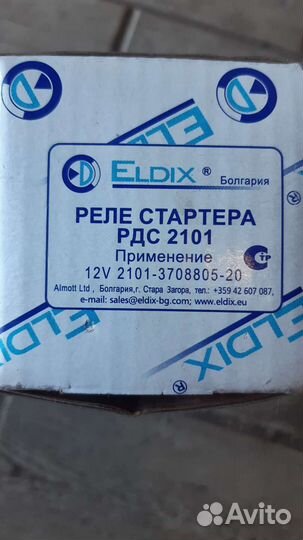 ELDIX
ELDIX ® Болгария
РЕЛЕ СТАРТЕРА
РДС 2101
Применение
12V 2101-3708805-20
Almott Ltd , Болгария,г. Стара Загора, тел.: +359 42 607 087,
e-mail: sales@eldix-bg.com; www.eldix.eu
ELDIX
®
Avito